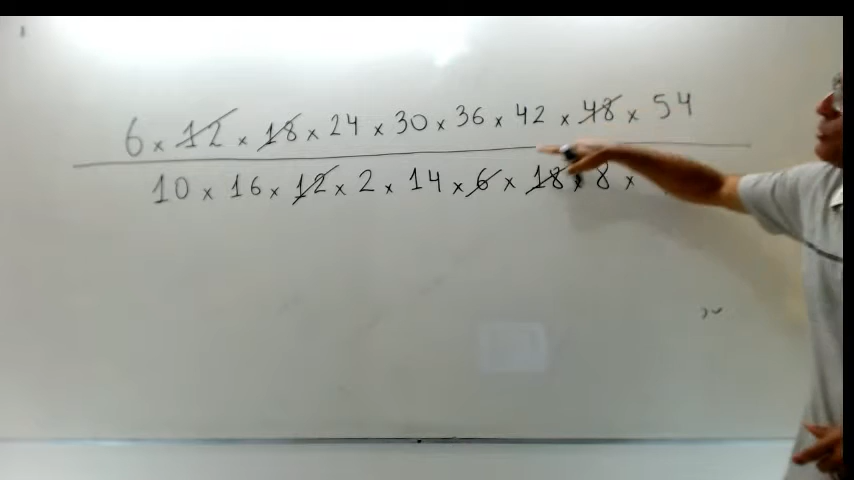 6 × 12 × 18 × 24 × 30 × 36 × 42 × 48 × 54
10 × 16 × 12 × 2 × 14 × 6 × 18 × 8 ×